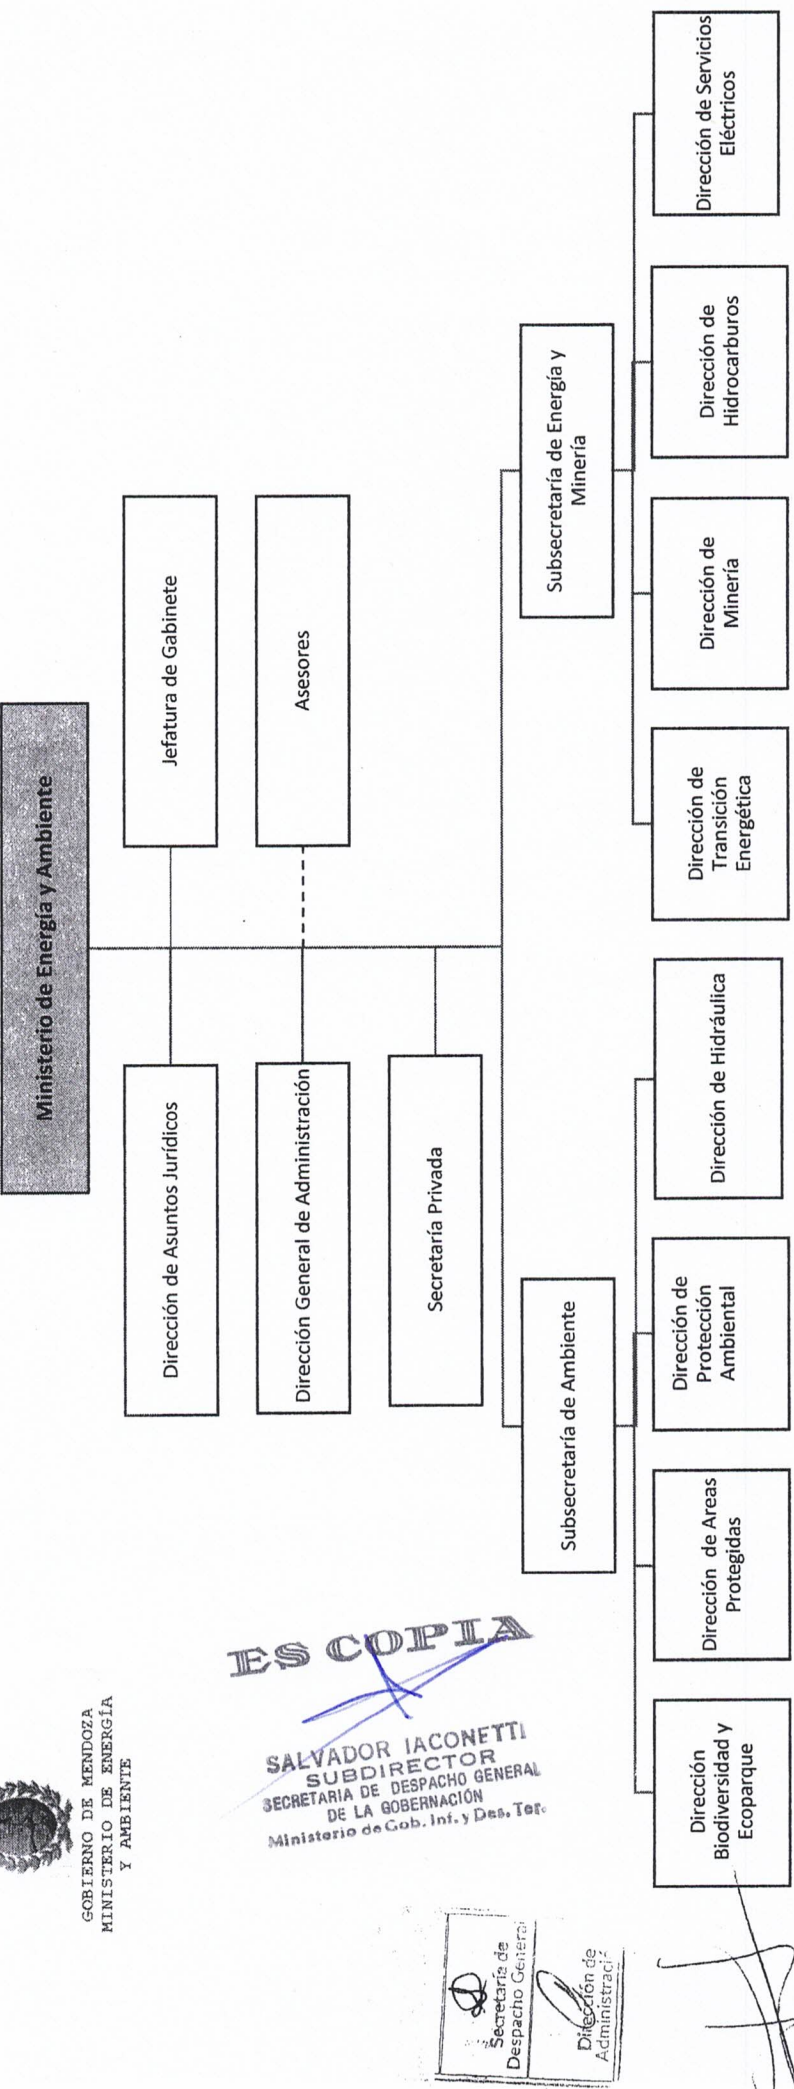 GOBIERNO DE MENDOZA
MINISTERIO DE ENERGÍA
Y AMBIENTE
Ministerio de Energía y Ambiente
Dirección de Asuntos Jurídicos
Jefatura de Gabinete
Dirección General de Administración
Asesores
Secretaría Privada
Subsecretaría de Ambiente
Subsecretaría de Energía y
Minería
Dirección
Biodiversidad y
Ecoparque
Dirección de Areas
Protegidas
Dirección de
Protección
Ambiental
Dirección de Hidráulica
Dirección de
Transición
Energética
Dirección de
Minería
Dirección de
Hidrocarburos
Dirección de Servicios
Eléctricos
ES COPIA
SALVADOR IACONETTI
SUBDIRECTOR
SECRETARIA DE DESPACHO GENERAL
DE LA GOBERNACIÓN
Ministerio de Gob. Inf. y Des. Ter.
Secretaría de
Despacho General
Dirección de